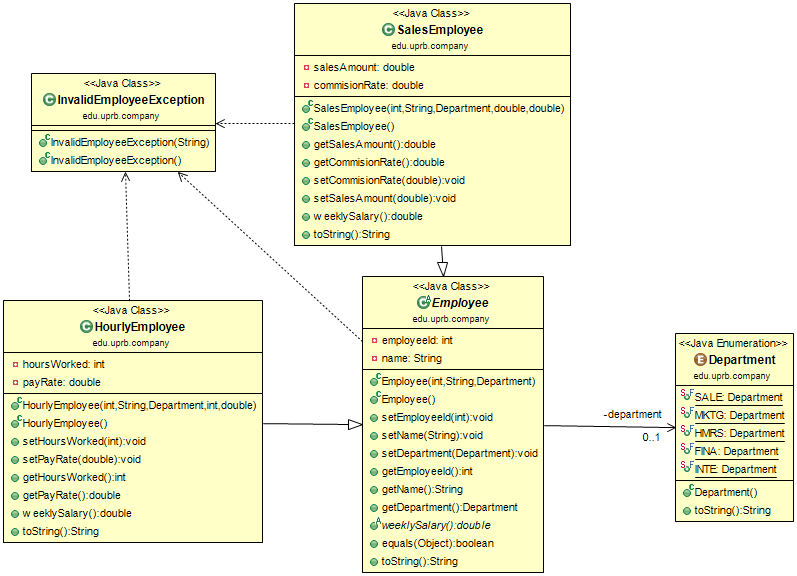 <<Java Class>>
SalesEmployee
edu.uprb.company
salesAmount: double
commisionRate: double
SalesEmployee(int,String,Department,double,double)
SalesEmployee()
getSalesAmount():double
getCommisionRate():double
setCommisionRate(double):void
setSalesAmount(double):void
weeklySalary():double
toString():String
<<Java Class>>
InvalidEmployeeException
edu.uprb.company
InvalidEmployeeException(String)
InvalidEmployeeException()
<<Java Class>>
HourlyEmployee
edu.uprb.company
hoursWorked: int
payRate: double
HourlyEmployee(int,String,Department,int,double)
HourlyEmployee()
setHoursWorked(int):void
setPayRate(double):void
getHoursWorked():int
getPayRate():double
weeklySalary():double
toString():String
<<Java Class>>
Employee
edu.uprb.company
employeeId: int
name: String
Employee(int,String,Department)
Employee()
setEmployeeId(int):void
setName(String):void
setDepartment(Department):void
getEmployeeId():int
getName():String
getDepartment():Department
weeklySalary():double
equals(Object):boolean
toString():String
-department
0..1
<<Java Enumeration>>
Department
edu.uprb.company
SALE: Department
MKTG: Department
HMRS: Department
FINA: Department
INTE: Department
Department()
toString():String